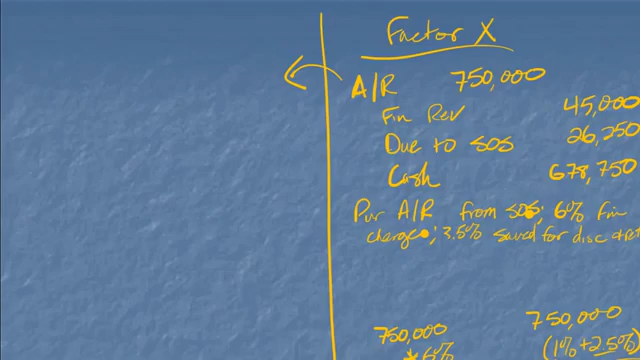 Factor X
A/R 750,000
Fin Rev 45,000
Due to SOS 26,250
Cash 678,750
Pur A/R from SOS; 6% fin
charge; 3.5% saved for disc &
750,000 750,000
*6% (1% + 2.5%)